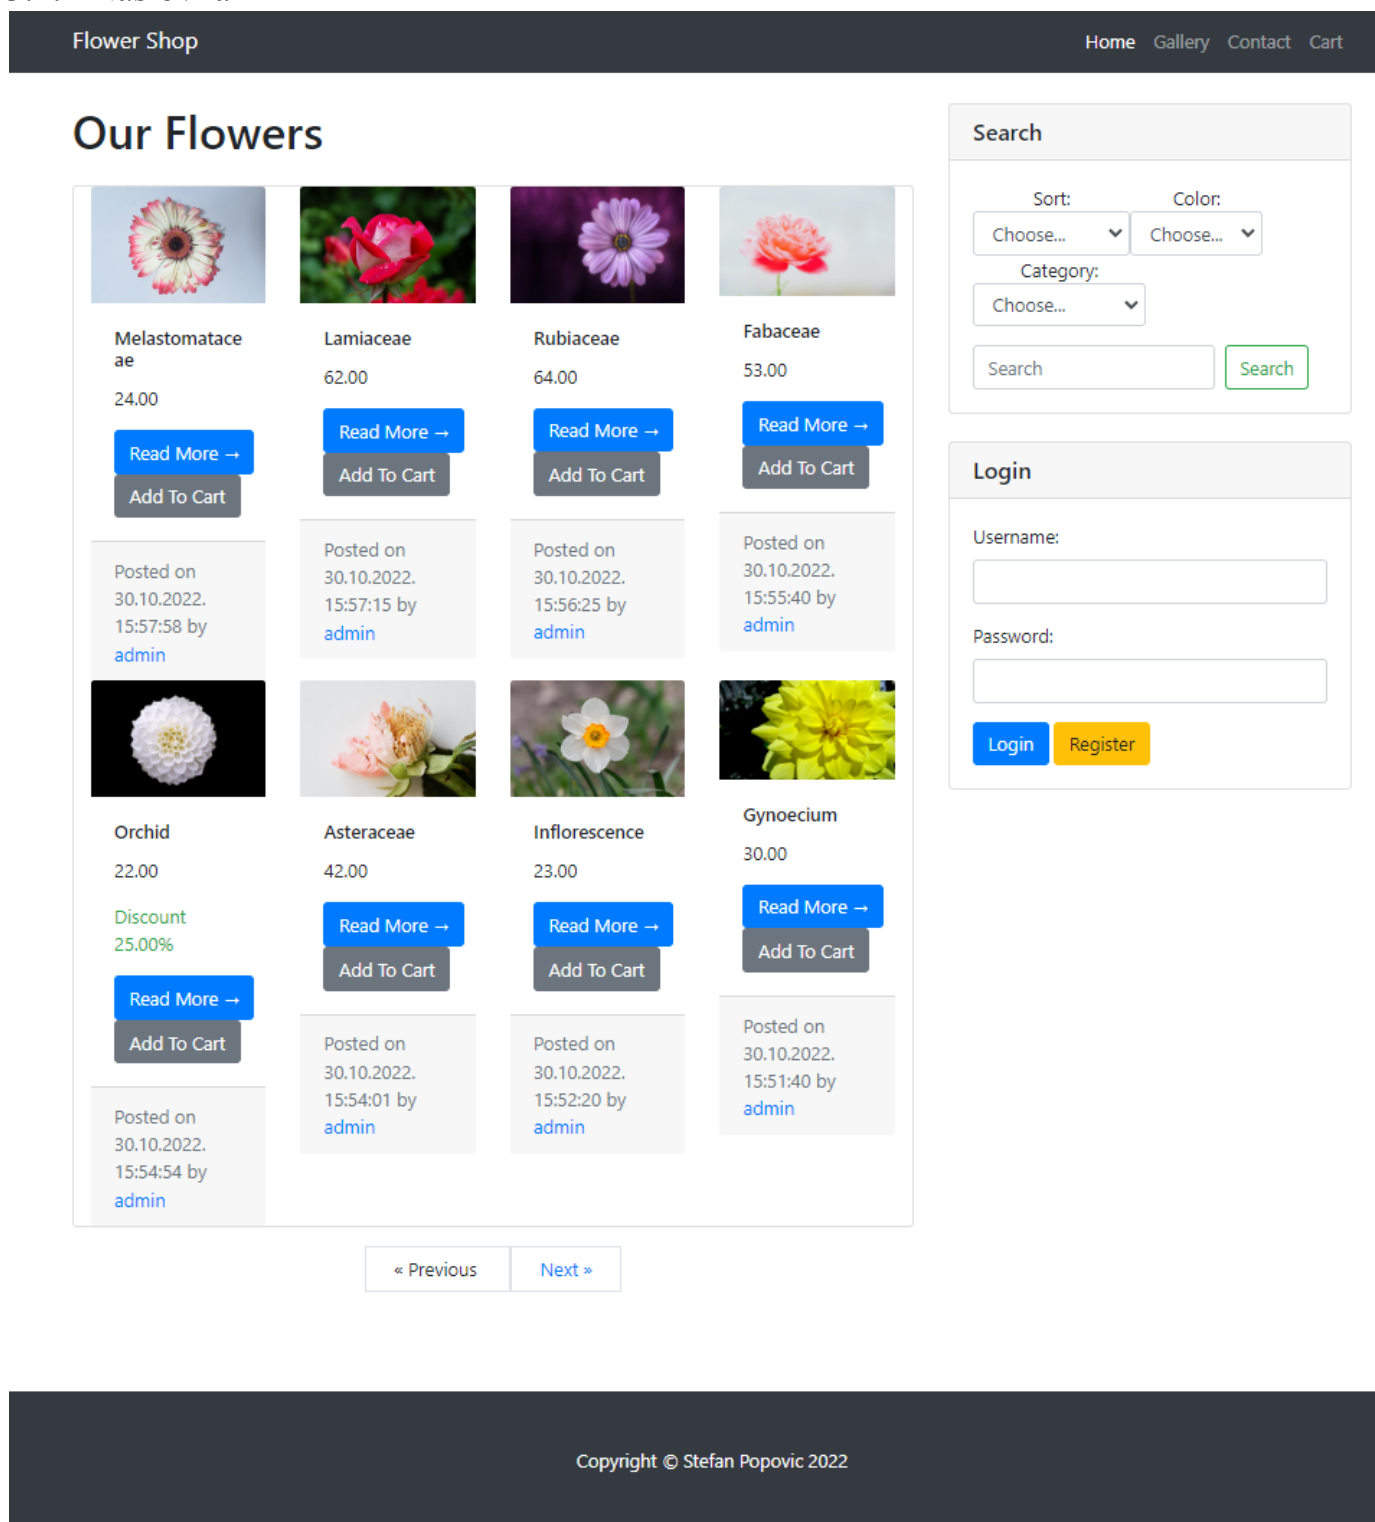 Flower Shop
Home Gallery Contact Cart
Our Flowers
Melastomatace
ae
24.00
Read More →
Add To Cart
Posted on
30.10.2022.
15:57:58 by
admin
Lamiaceae
62.00
Read More →
Add To Cart
Posted on
30.10.2022.
15:57:15 by
admin
Rubiaceae
64.00
Read More →
Add To Cart
Posted on
30.10.2022.
15:56:25 by
admin
Fabaceae
53.00
Read More →
Add To Cart
Posted on
30.10.2022.
15:55:40 by
admin
Orchid
22.00
Discount
25.00%
Read More →
Add To Cart
Posted on
30.10.2022.
15:54:54 by
admin
Asteraceae
42.00
Read More →
Add To Cart
Posted on
30.10.2022.
15:54:01 by
admin
Inflorescence
23.00
Read More →
Add To Cart
Posted on
30.10.2022.
15:52:20 by
admin
Gynoecium
30.00
Read More →
Add To Cart
Posted on
30.10.2022.
15:51:40 by
admin
« Previous
Next »
Search
Sort: Color:
Choose... Choose...
Category:
Choose...
Search Search
Login
Username:
Password:
Login Register
Copyright © Stefan Popovic 2022